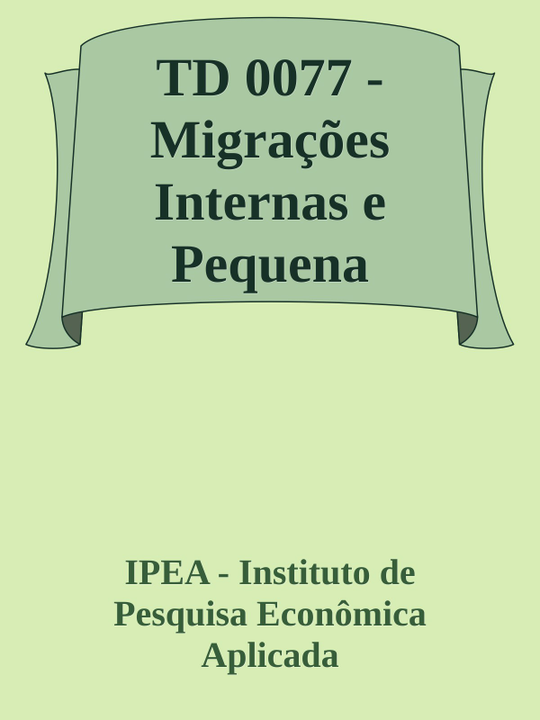 TD 0077 -
Migrações
Internas e
Pequena
IPEA - Instituto de
Pesquisa Econômica
Aplicada